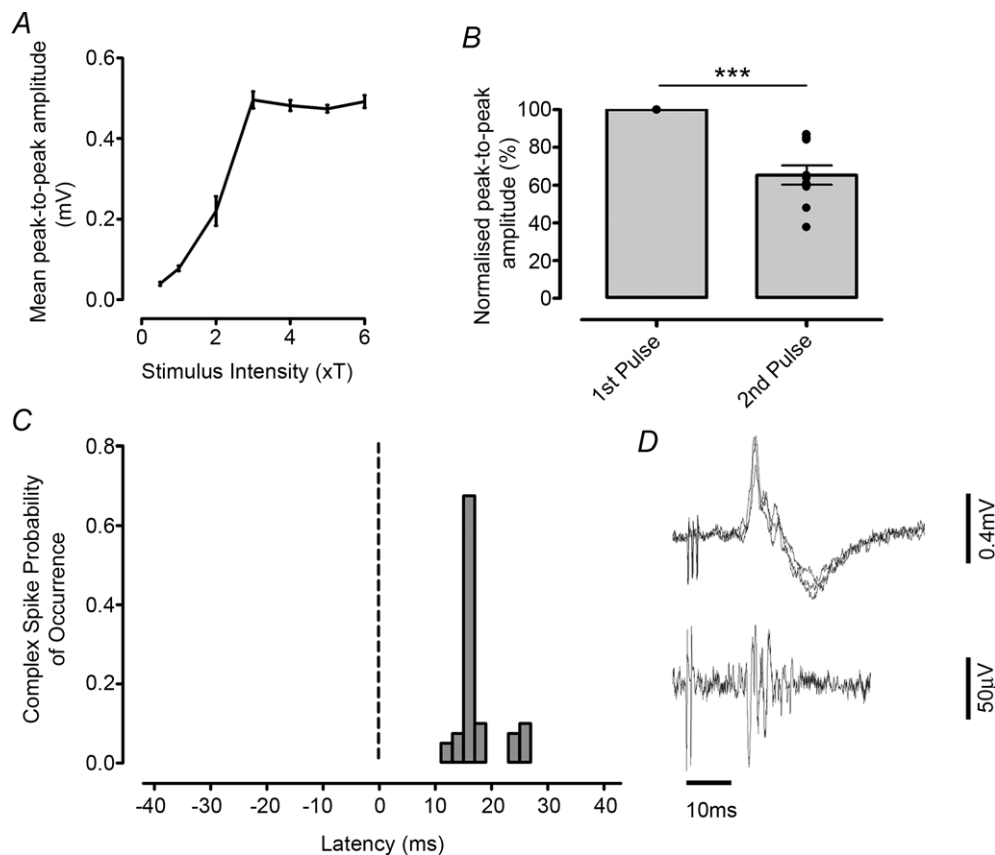 A
Mean peak-to-peak amplitude
(mV)
0.6
0.4
0.2
0.0
0
2
4
6
Stimulus Intensity (xT)
B
***
Normalised peak-to-peak
amplitude (%)
100
80
60
40
20
0
1st Pulse
2nd Pulse
C
Complex Spike Probability
of Occurrence
0.8
0.6
0.4
0.2
0.0
-40
-30
-20
-10
0
10
20
30
40
Latency (ms)
D
0.4mV
50µV
10ms